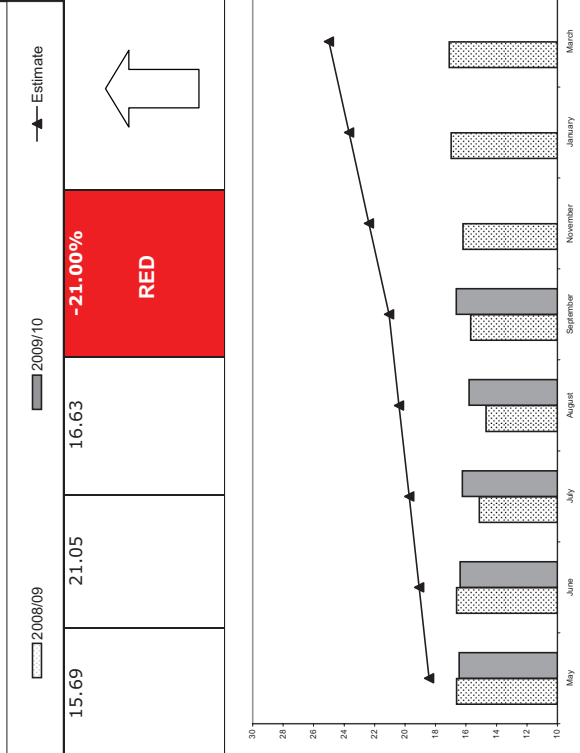 2008/09 2009/10 Estimate
15.69 21.05 16.63 -21.00%
RED
30
28
26
24
22
20
18
16
14
12
10
May June July August September November January March